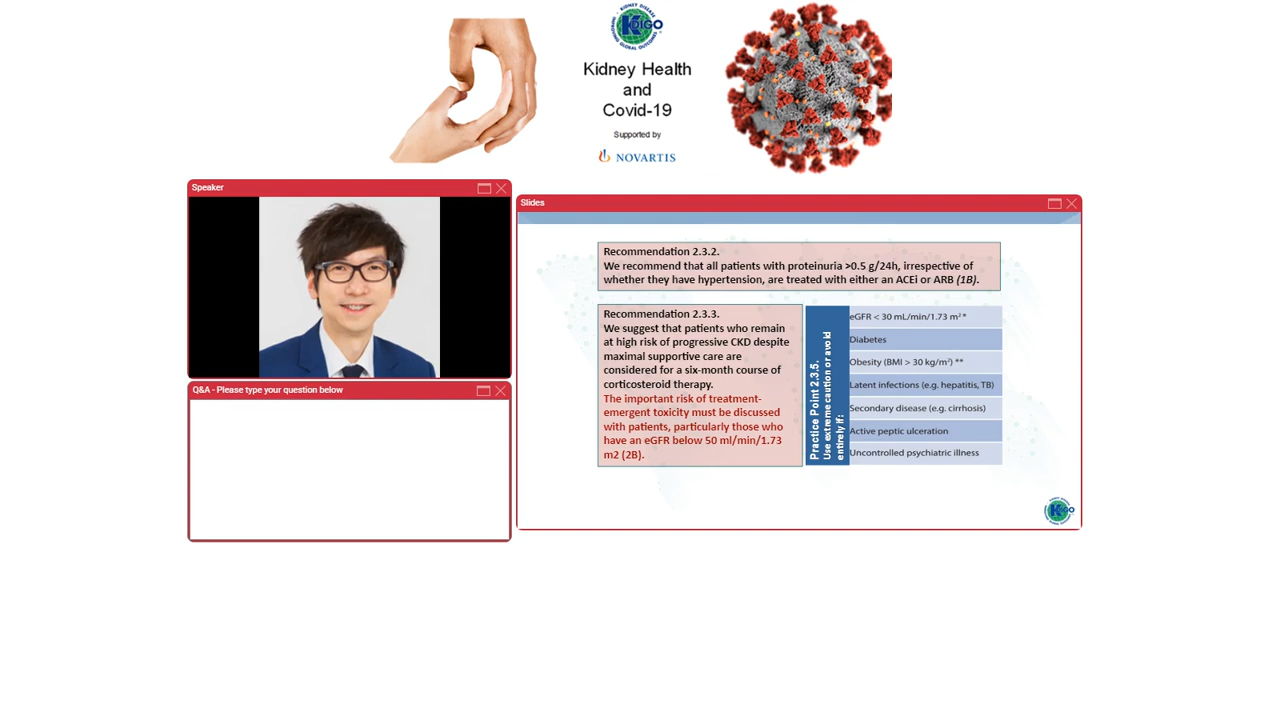 KIDNEY DISEASE
KDIGO
IMPROVING GLOBAL OUTCOMES
Kidney Health
and
Covid-19
Supported by
NOVARTIS
Speaker
Q&A - Please type your question below
Slides
Recommendation 2.3.2.
We recommend that all patients with proteinuria >0.5 g/24h, irrespective of
whether they have hypertension, are treated with either an ACEi or ARB (1B).
Recommendation 2.3.3.
We suggest that patients who remain
at high risk of progressive CKD despite
maximal supportive care are
considered for a six-month course of
corticosteroid therapy.
The important risk of treatment-
emergent toxicity must be discussed
with patients, particularly those who
have an eGFR below 50 ml/min/1.73
m2 (2B).
Practice Point 2.3.5.
Use extreme caution or avoid
entirely if:
eGFR < 30 mL/min/1.73 m² *
Diabetes
Obesity (BMI > 30 kg/m²) **
Latent infections (e.g. hepatitis, TB)
Secondary disease (e.g. cirrhosis)
Active peptic ulceration
Uncontrolled psychiatric illness
KDIGO